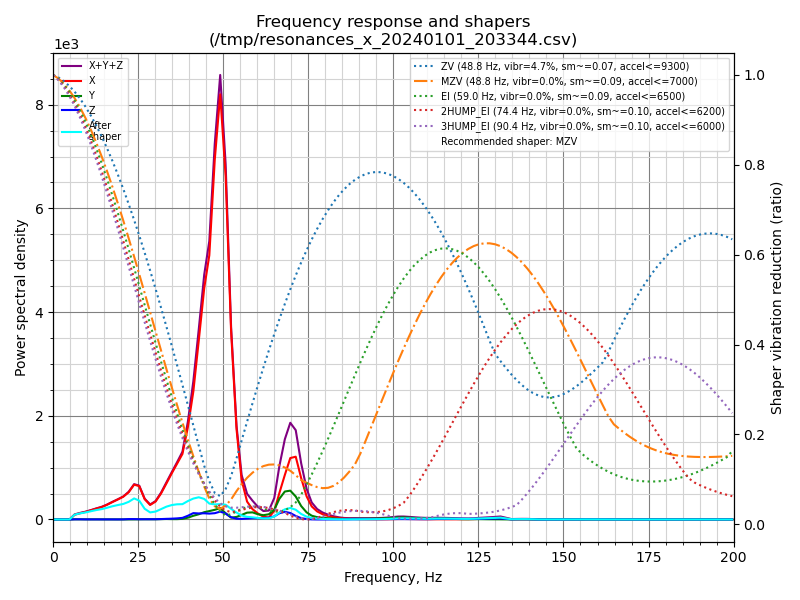 Frequency response and shapers
(/tmp/resonances_x_20240101_203344.csv)
1e3
X+Y+Z
X
Y
Z
After
shaper
ZV (48.8 Hz, vibr=4.7%, sm~=0.07, accel<=9300)
MZV (48.8 Hz, vibr=0.0%, sm~=0.09, accel<=7000)
EI (59.0 Hz, vibr=0.0%, sm~=0.09, accel<=6500)
2HUMP_EI (74.4 Hz, vibr=0.0%, sm~=0.10, accel<=6200)
3HUMP_EI (90.4 Hz, vibr=0.0%, sm~=0.10, accel<=6000)
Recommended shaper: MZV
Power spectral density
8
6
4
2
0
1.0
0.8
0.6
0.4
0.2
0.0
Shaper vibration reduction (ratio)
0 25 50 75 100 125 150 175 200
Frequency, Hz